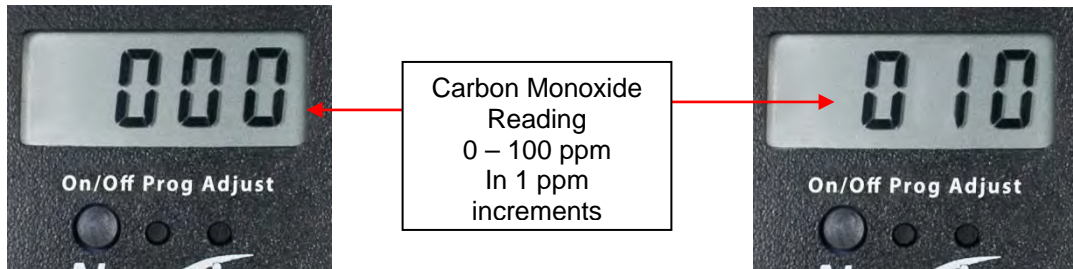 000
On/Off Prog Adjust
Carbon Monoxide
Reading
0 – 100 ppm
In 1 ppm
increments
010
On/Off Prog Adjust